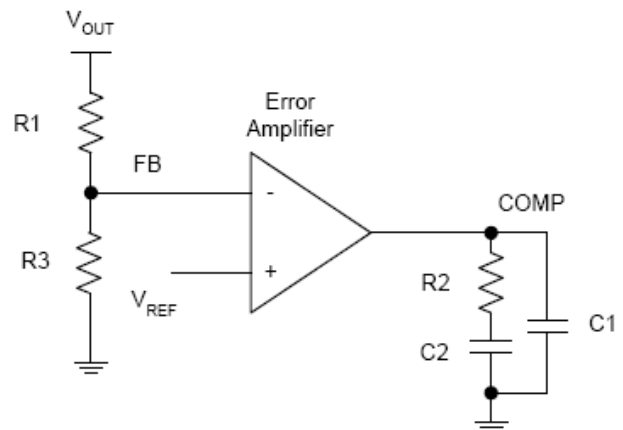 VOUT
R1
FB
Error
Amplifier
-
COMP
R3
+
VREF
R2
C2
C1